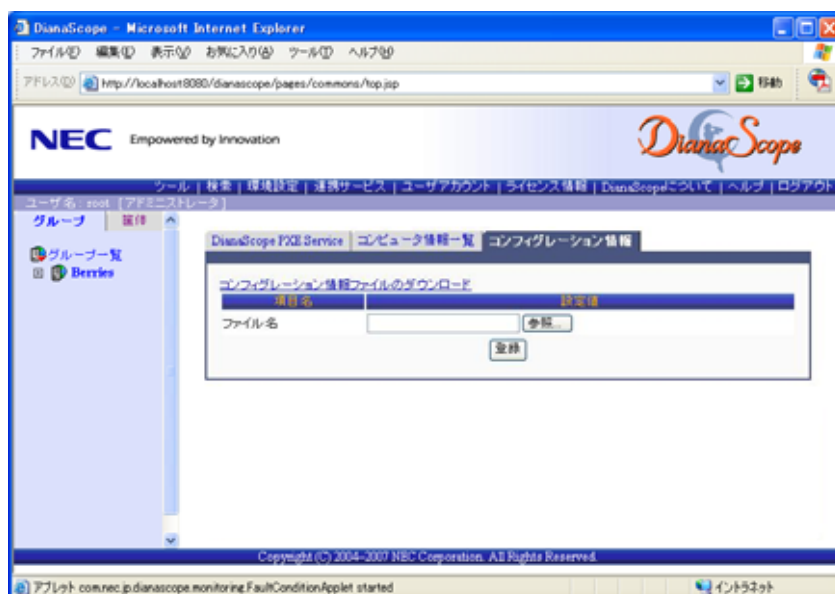 DianaScope - Microsoft Internet Explorer
ファイル(F) 編集(E) 表示(V) お気に入り(A) ツール(T) ヘルプ(H)
アドレス(D) http://localhost:8080/dianascope/pages/commons/top.jsp 移動
NEC Empowered by Innovation
DianaScope
ツール | 検索 | 環境設定 | 連携サービス | ユーザアカウント | ライセンス情報 | DianaScopeについて | ヘルプ | ログアウト
ユーザ名 : root [アドミニストレータ]
グループ 筐体
DianaScope PXE Service コンピュータ情報一覧 コンフィグレーション情報
グループ一覧
Berries
コンフィグレーション情報ファイルのダウンロード
項目名 設定値
ファイル名 参照...
登録
Copyright (C) 2004-2007 NEC Corporation. All Rights Reserved.
アプレット com.nec.jp.dianascope.monitoring.FaultConditionApplet started イントラネット